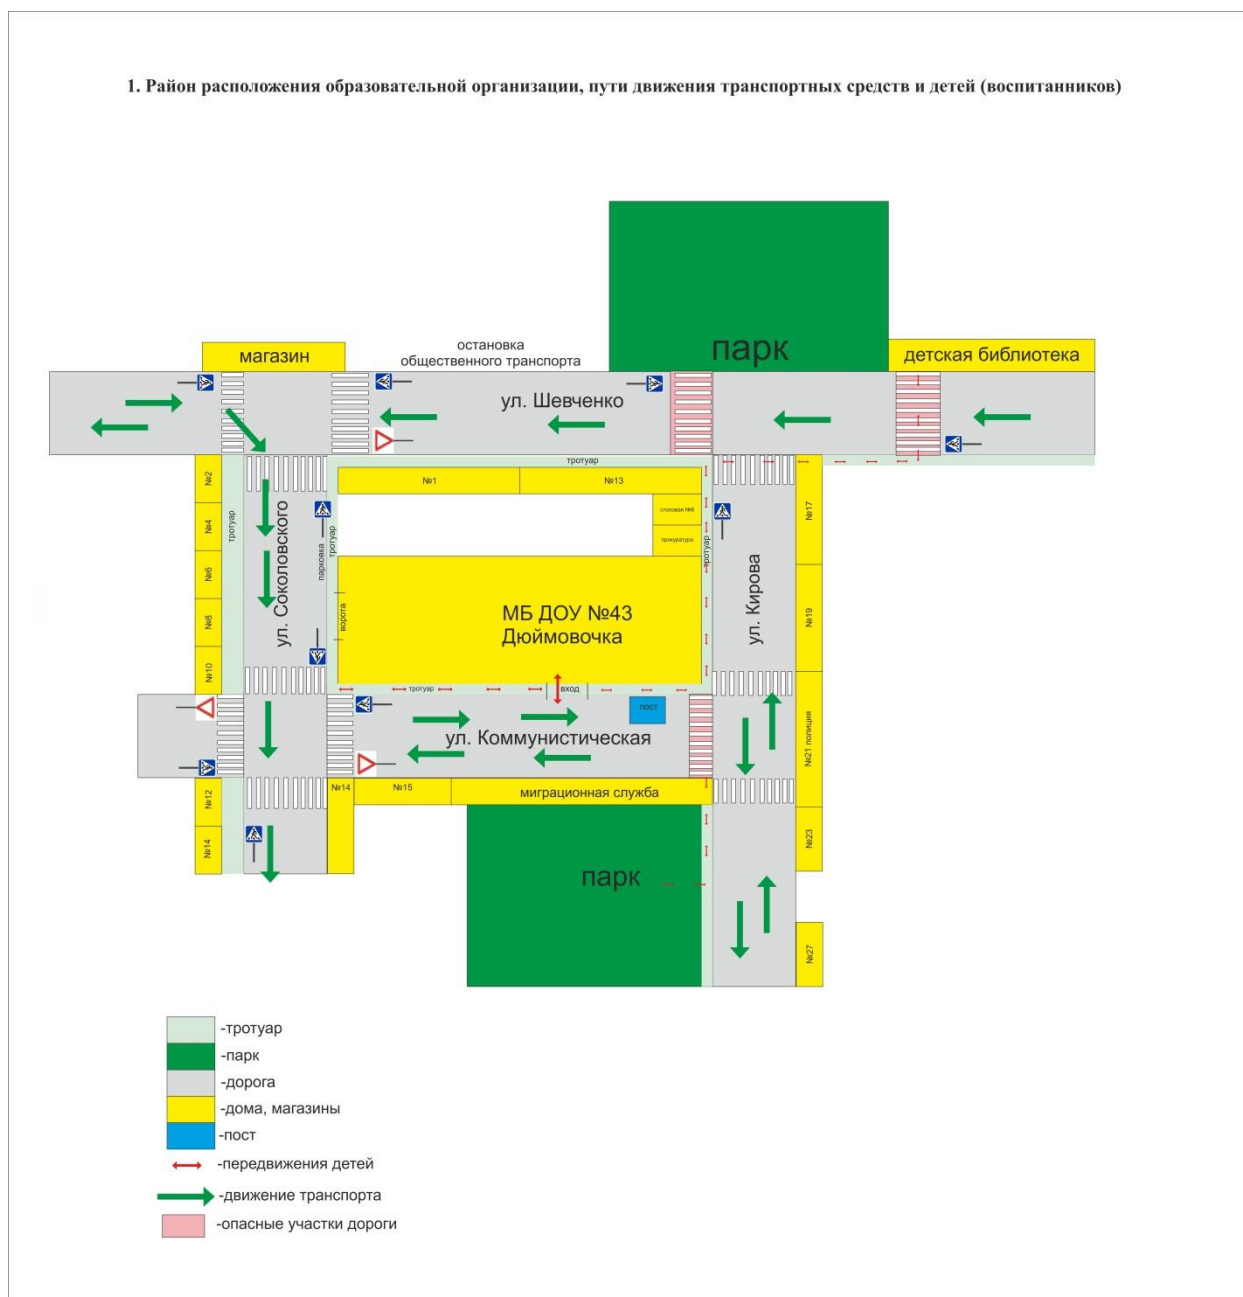 1. Район расположения образовательной организации, пути движения транспортных средств и детей (воспитанников)
парк
магазин
остановка
общественного транспорта
детская библиотека
ул. Шевченко
тротуар
№1
№13
№2
№4
№6
№8
№10
тротуар
ул. Соколовского
парковка
тротуар
ворота
столовая №8
прокуратура
тротуар
МБ ДОУ №43
Дюймовочка
ул. Кирова
№17
№19
№21 полиция
№23
№27
тротуар
вход
пост
ул. Коммунистическая
№12
№14
№14
№15
миграционная служба
парк
-тротуар
-парк
-дорога
-дома, магазины
-пост
-передвижения детей
-движение транспорта
-опасные участки дороги